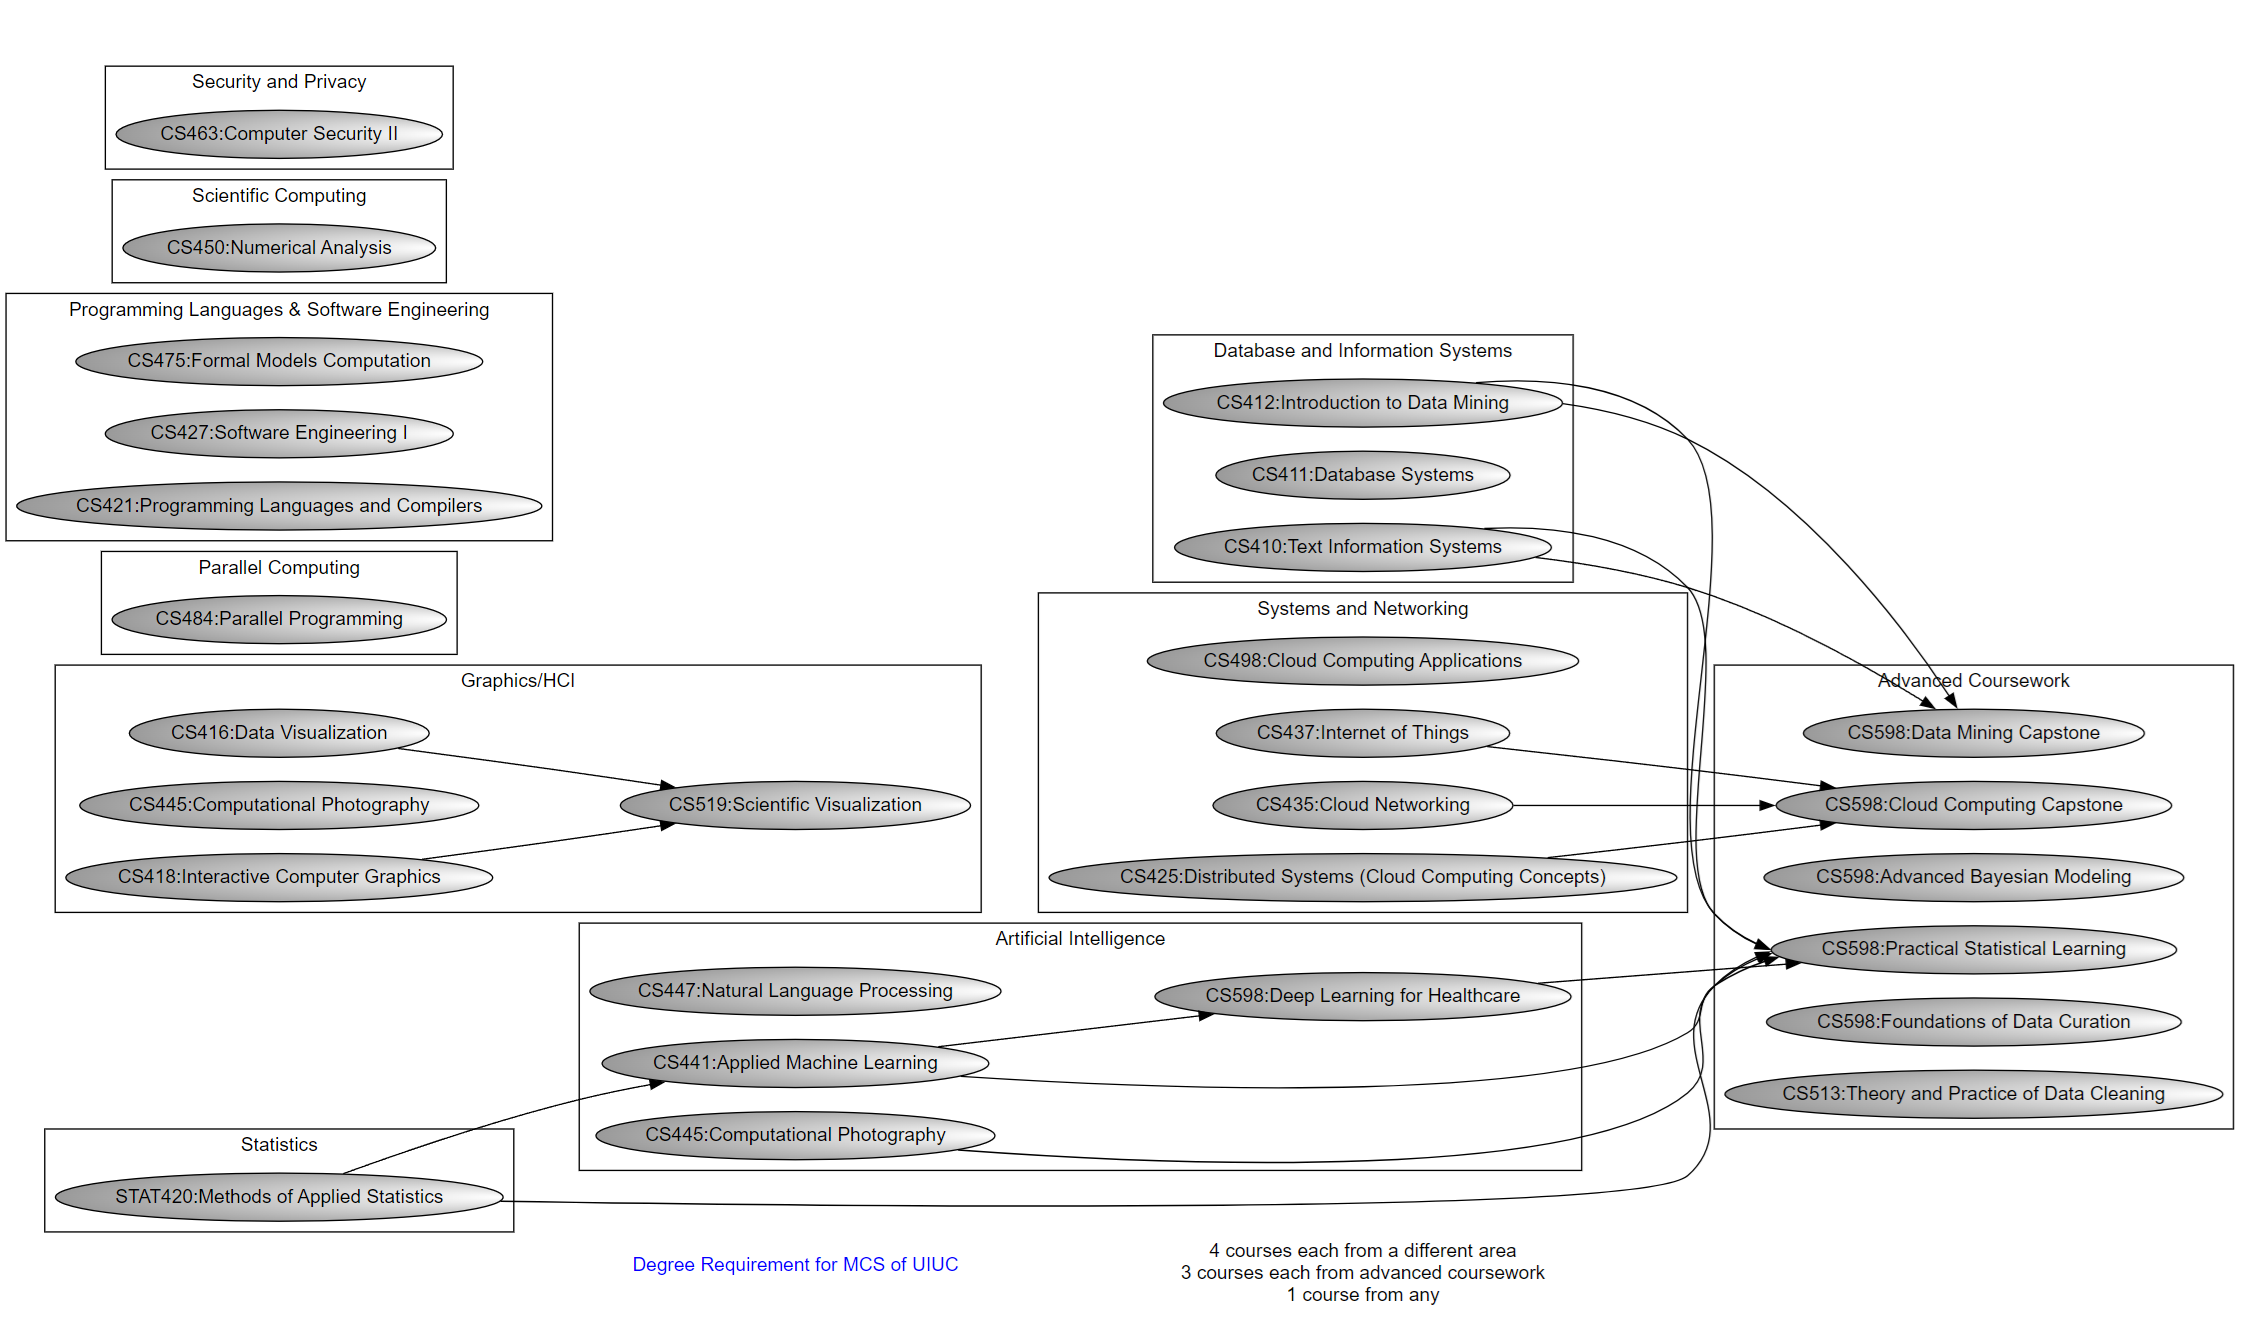 Security and Privacy
CS463:Computer Security II
Scientific Computing
CS450:Numerical Analysis
Programming Languages & Software Engineering
CS475:Formal Models Computation
CS427:Software Engineering I
CS421:Programming Languages and Compilers
Parallel Computing
CS484:Parallel Programming
Graphics/HCI
CS416:Data Visualization
CS445:Computational Photography
CS519:Scientific Visualization
CS418:Interactive Computer Graphics
Database and Information Systems
CS412:Introduction to Data Mining
CS411:Database Systems
CS410:Text Information Systems
Systems and Networking
CS498:Cloud Computing Applications
CS437:Internet of Things
CS435:Cloud Networking
CS425:Distributed Systems (Cloud Computing Concepts)
Artificial Intelligence
CS447:Natural Language Processing
CS598:Deep Learning for Healthcare
CS441:Applied Machine Learning
CS445:Computational Photography
Statistics
STAT420:Methods of Applied Statistics
Advanced Coursework
CS598:Data Mining Capstone
CS598:Cloud Computing Capstone
CS598:Advanced Bayesian Modeling
CS598:Practical Statistical Learning
CS598:Foundations of Data Curation
CS513:Theory and Practice of Data Cleaning
Degree Requirement for MCS of UIUC
4 courses each from a different area
3 courses each from advanced coursework
1 course from any